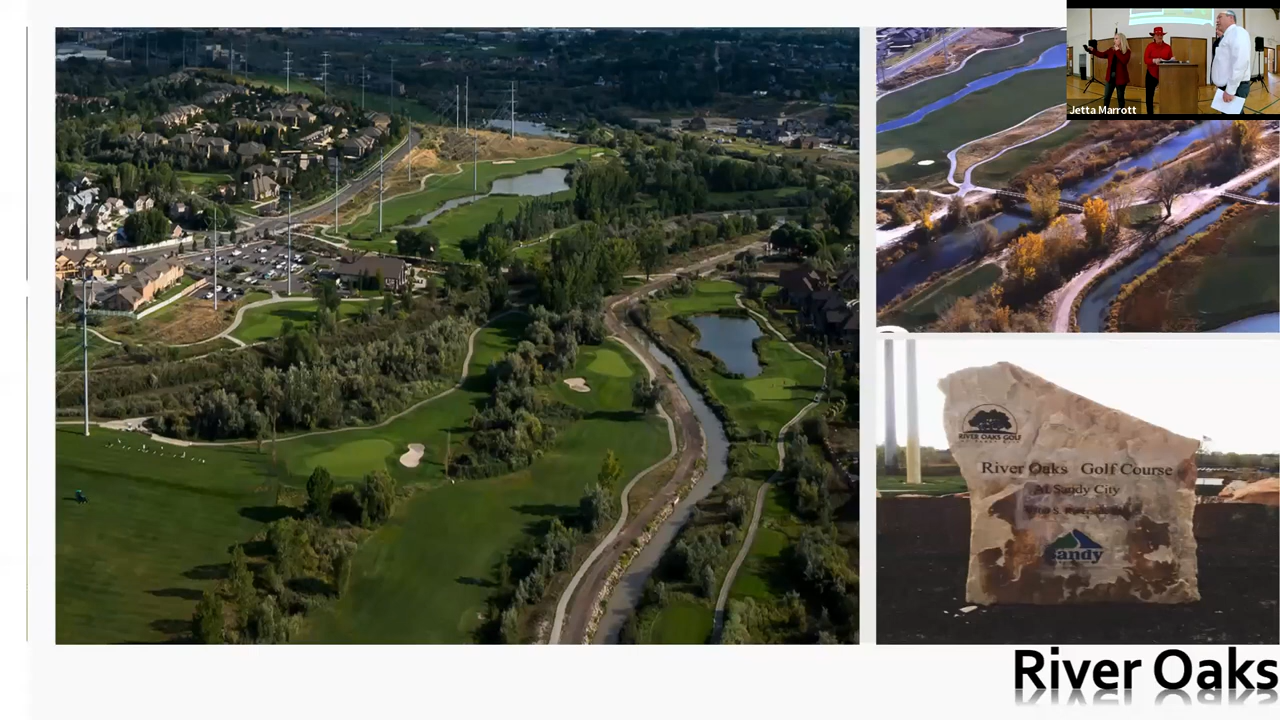 Jetta Marrott
RIVER OAKS GOLF
River Oaks Golf Course
At Sandy City
Sandy
River Oaks